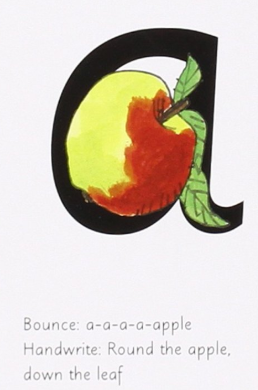 a
Bounce: a-a-a-a-apple
Handwrite: Round the apple,
down the leaf